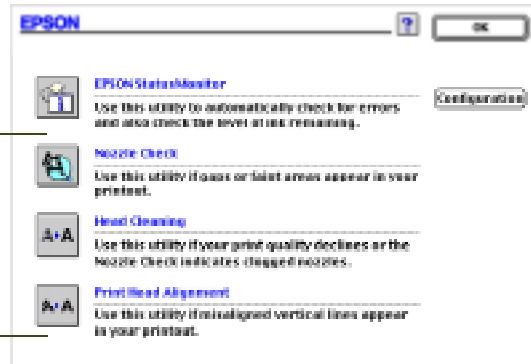 EPSON
?
OK
EPSON StatusMonitor
Use this utility to automatically check for errors
and also check the level of ink remaining.
Configuration
Nozzle Check
Use this utility if gaps or faint areas appear in your
printout.
Head Cleaning
A▸A
Use this utility if your print quality declines or the
Nozzle Check indicates clogged nozzles.
Print Head Alignment
A▸A
Use this utility if misaligned vertical lines appear
in your printout.